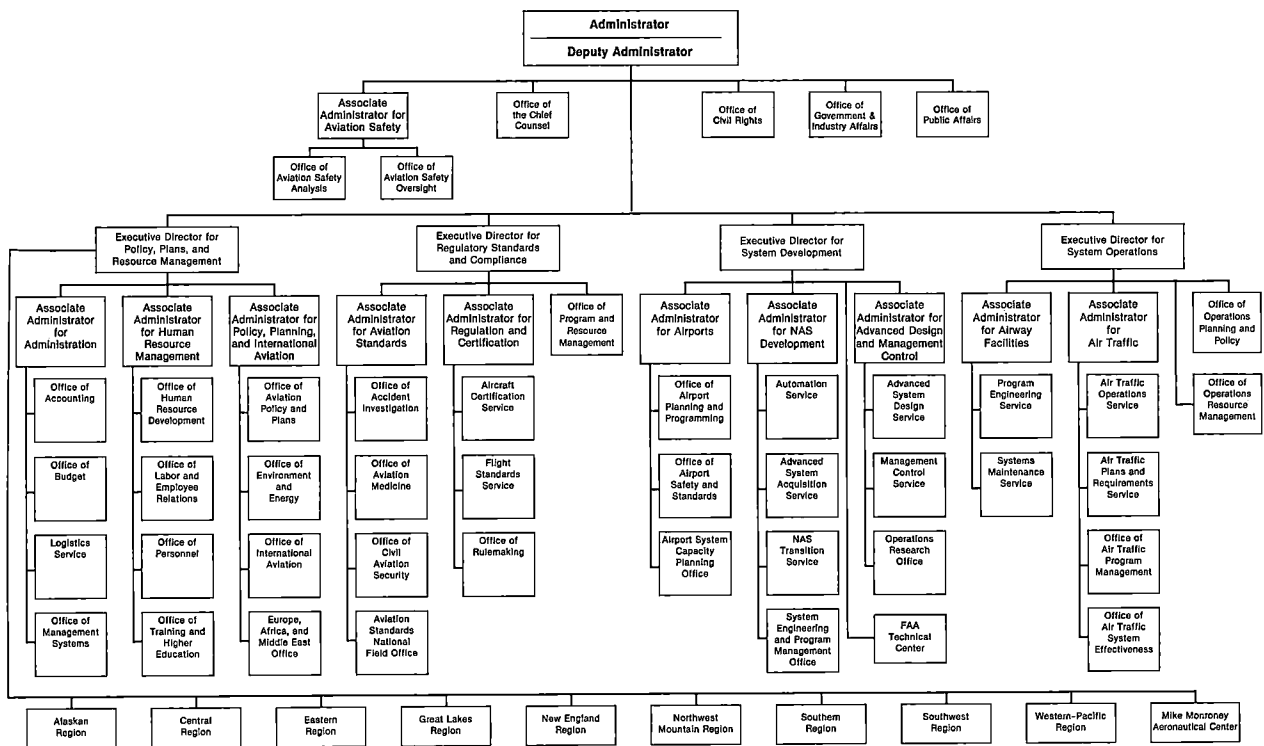 Administrator
Deputy Administrator
Associate
Administrator for
Aviation Safety
Office of
the Chief
Counsel
Office of
Civil Rights
Office of
Government &
Industry Affairs
Office of
Public Affairs
Office of
Aviation Safety
Analysis
Office of
Aviation Safety
Oversight
Executive Director for
Policy, Plans, and
Resource Management
Executive Director for
Regulatory Standards
and Compliance
Executive Director for
System Development
Executive Director for
System Operations
Associate
Administrator
for
Administration
Associate
Administrator
for Human
Resource
Management
Associate
Administrator for
Policy, Planning,
and International
Aviation
Associate
Administrator
for Aviation
Standards
Associate
Administrator for
Regulation and
Certification
Office of
Program and
Resource
Management
Associate
Administrator
for Airports
Associate
Administrator
for NAS
Development
Associate
Administrator for
Advanced Design
and Management
Control
Associate
Administrator
for Airway
Facilities
Associate
Administrator
for
Air Traffic
Office of
Operations
Planning and
Policy
Office of
Accounting
Office of
Human
Resource
Development
Office of
Aviation
Policy and
Plans
Office of
Accident
Investigation
Aircraft
Certification
Service
Office of
Airport
Planning and
Programming
Automation
Service
Advanced
System
Design
Service
Program
Engineering
Service
Air Traffic
Operations
Service
Office of
Operations
Resource
Management
Office of
Budget
Office of
Labor and
Employee
Relations
Office of
Environment
and
Energy
Office of
Aviation
Medicine
Flight
Standards
Service
Office of
Airport
Safety and
Standards
Advanced
System
Acquisition
Service
Management
Control
Service
Systems
Maintenance
Service
Air Traffic
Plans and
Requirements
Service
Logistics
Service
Office of
Personnel
Office of
International
Aviation
Office of
Civil
Aviation
Security
Office of
Rulemaking
Airport System
Capacity
Planning
Office
NAS
Transition
Service
Operations
Research
Office
Office of
Air Traffic
Program
Management
Office of
Management
Systems
Office of
Training and
Higher
Education
Europe,
Africa, and
Middle East
Office
Aviation
Standards
National
Field Office
System
Engineering
and Program
Management
Office
FAA
Technical
Center
Office of
Air Traffic
System
Effectiveness
Alaskan
Region
Central
Region
Eastern
Region
Great Lakes
Region
New England
Region
Northwest
Mountain Region
Southern
Region
Southwest
Region
Western-Pacific
Region
Mike Monroney
Aeronautical Center